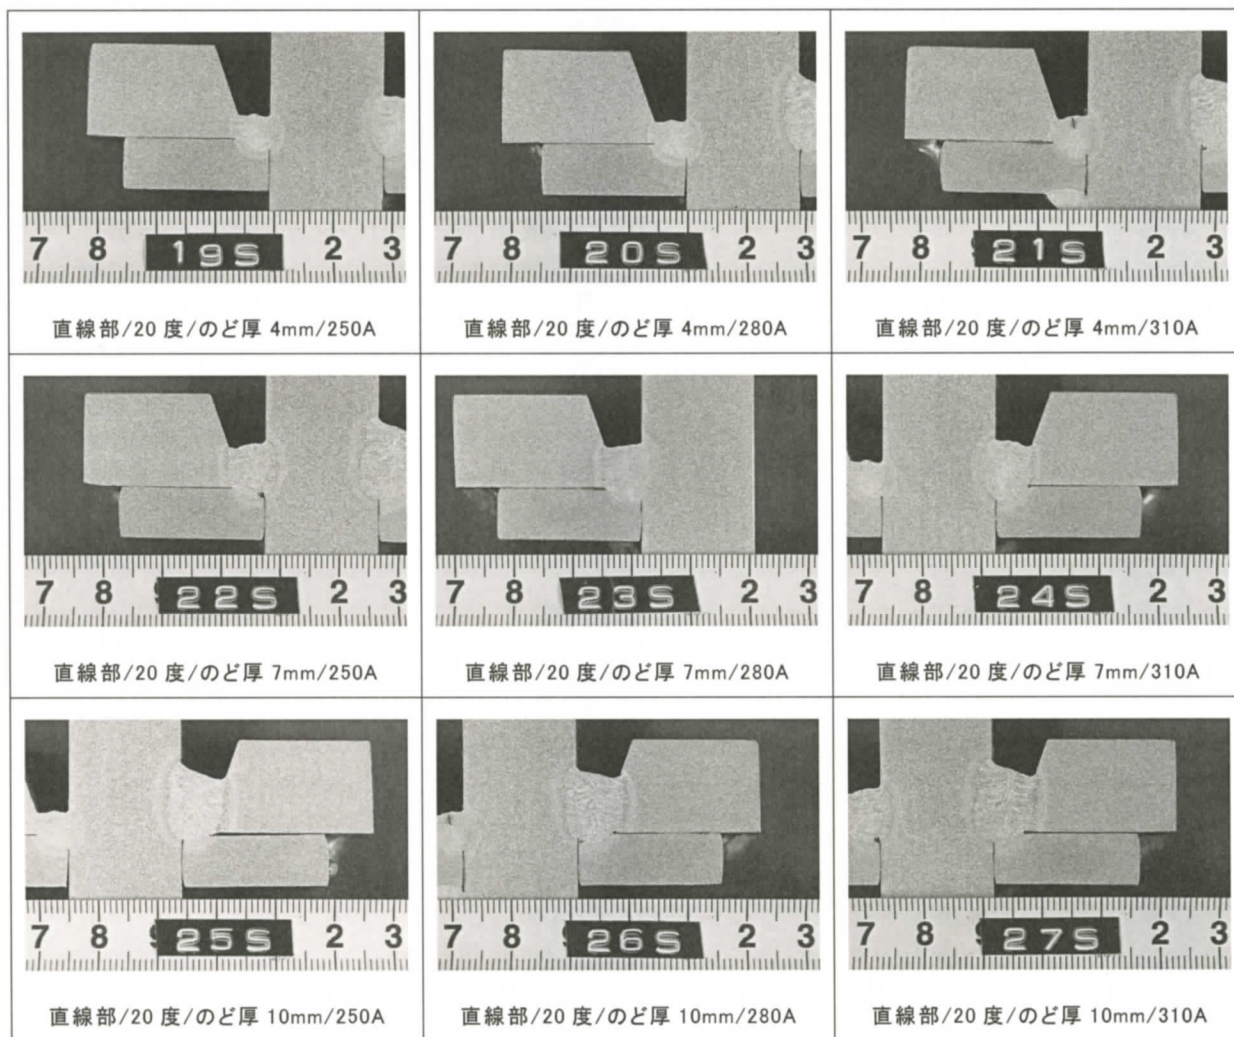 7 8 19S 2 3
7 8 20S 2 3
7 8 21S 2 3
直線部/20 度/のど厚 4mm/250A
直線部/20 度/のど厚 4mm/280A
直線部/20 度/のど厚 4mm/310A
7 8 22S 2 3
7 8 23S 2 3
7 8 24S 2 3
直線部/20 度/のど厚 7mm/250A
直線部/20 度/のど厚 7mm/280A
直線部/20 度/のど厚 7mm/310A
7 8 25S 2 3
7 8 26S 2 3
7 8 27S 2 3
直線部/20 度/のど厚 10mm/250A
直線部/20 度/のど厚 10mm/280A
直線部/20 度/のど厚 10mm/310A